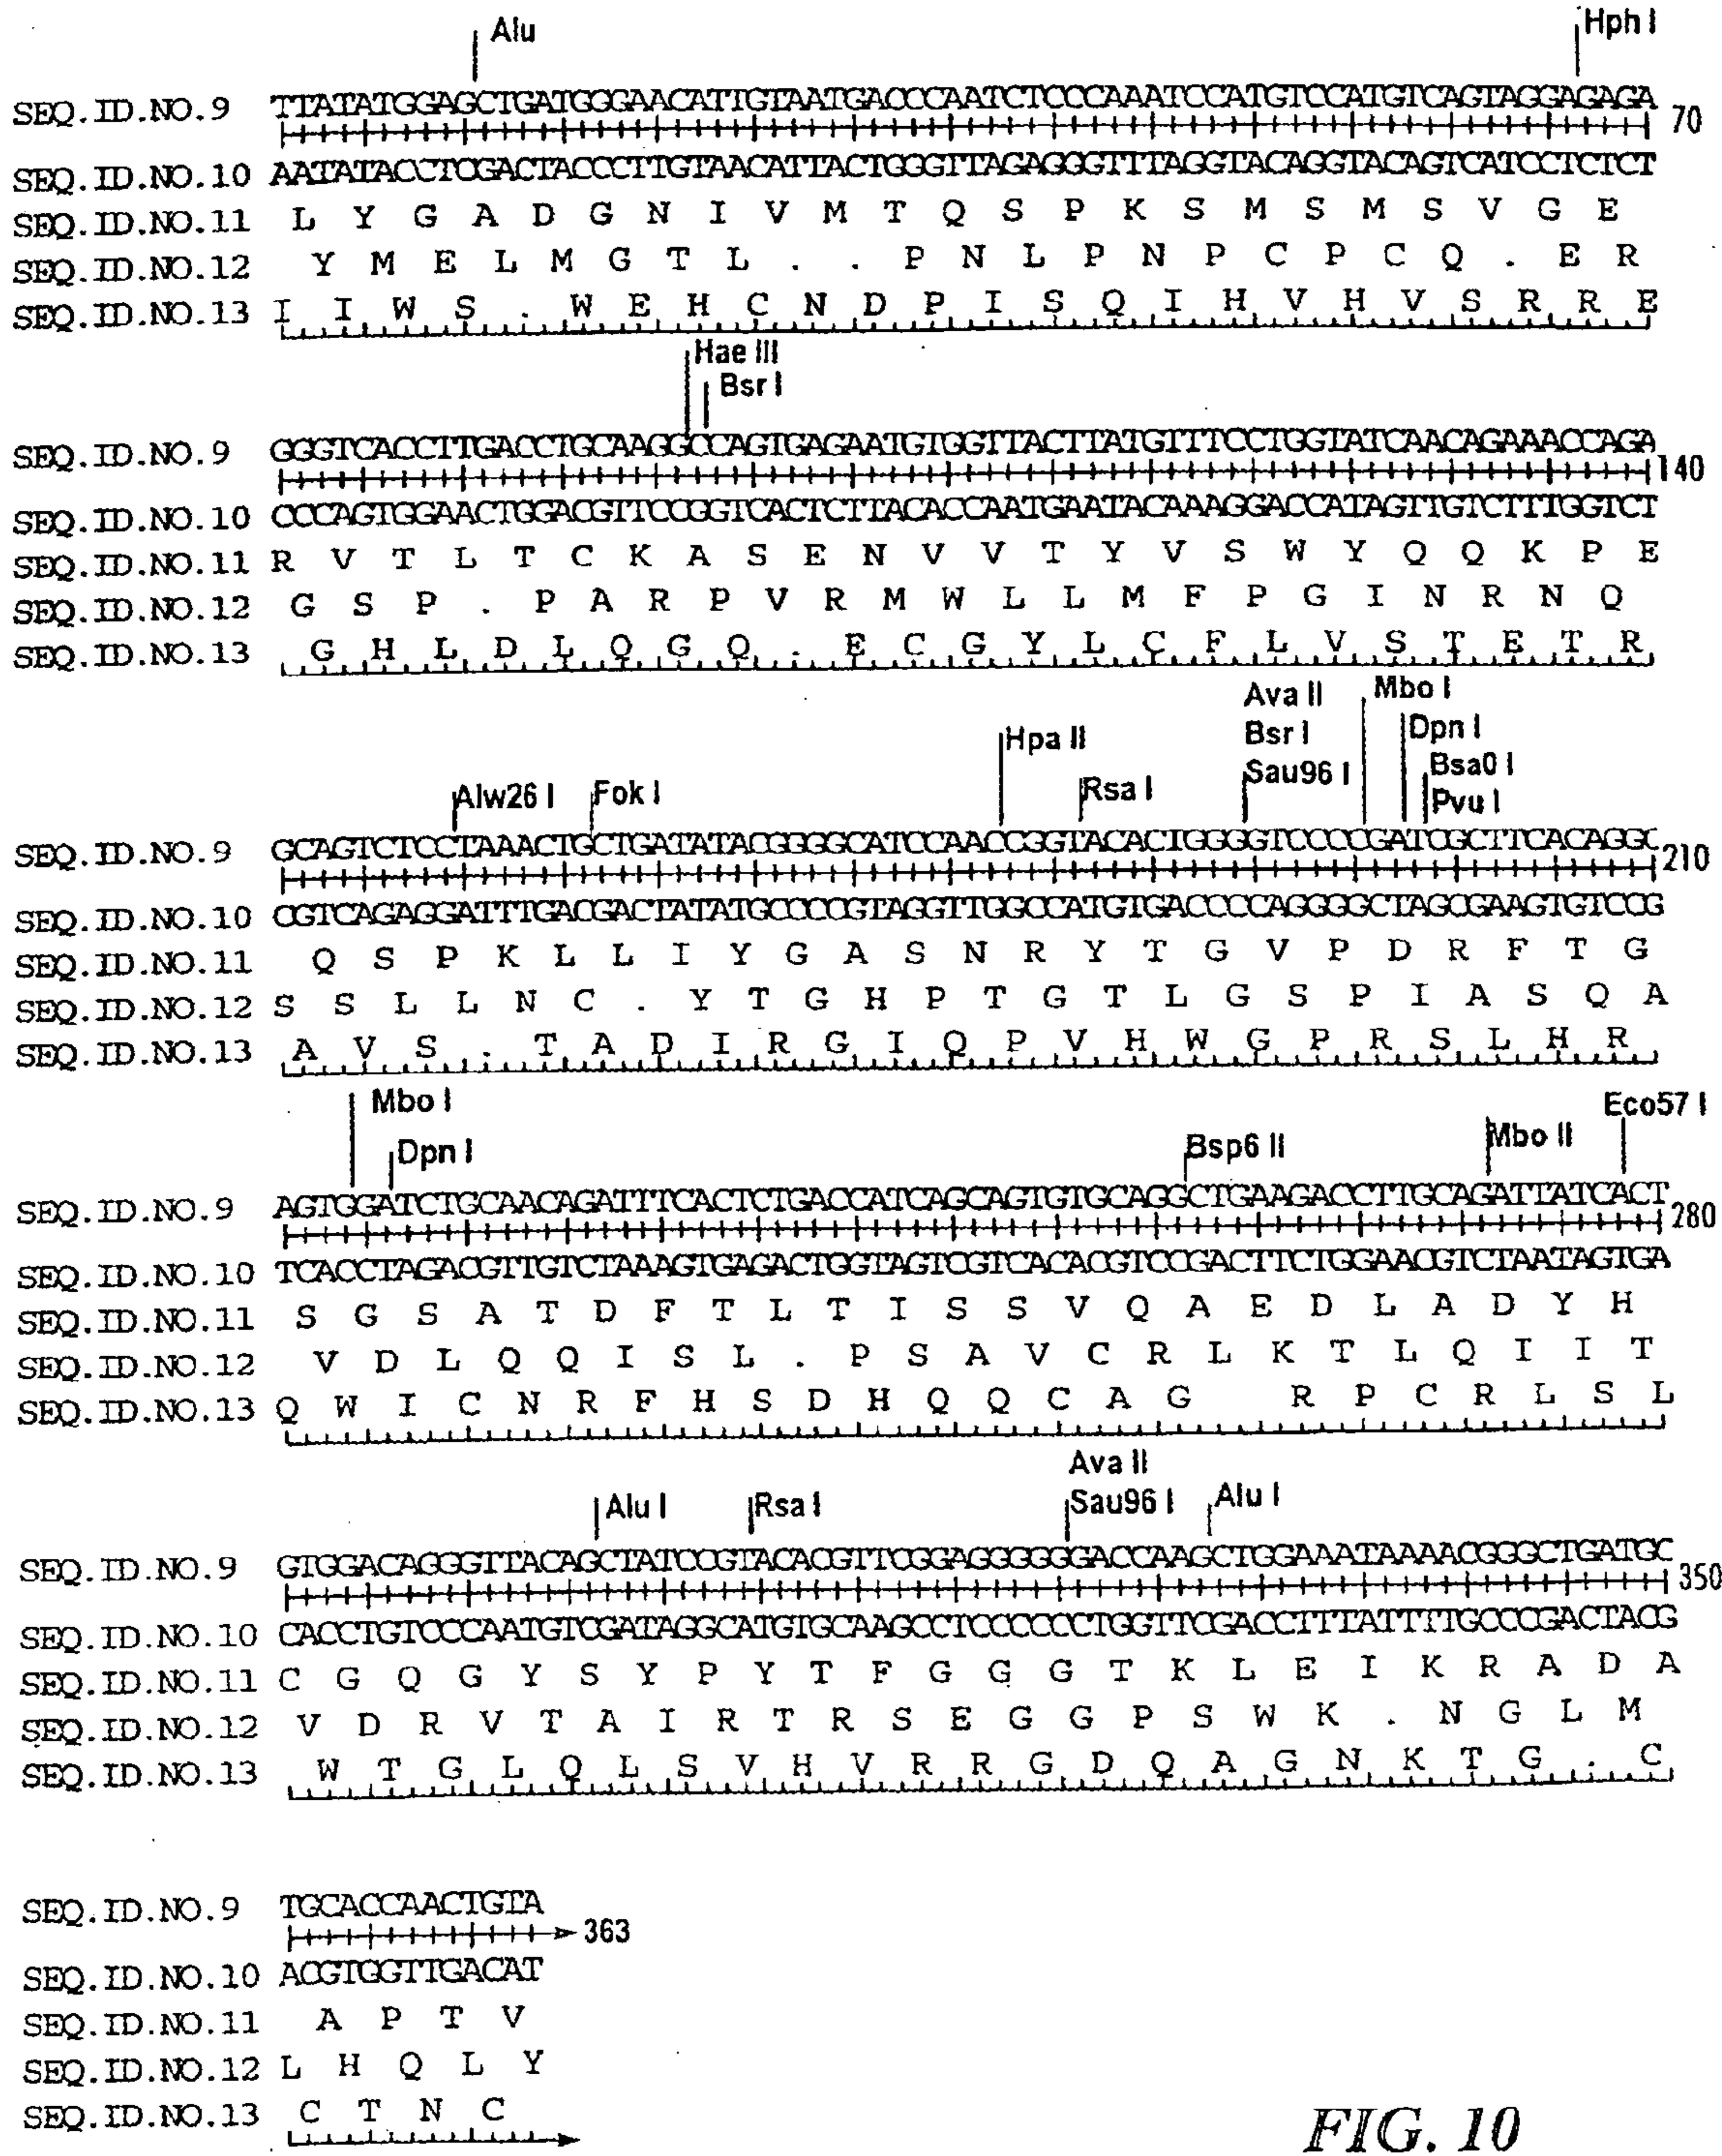 Alu
Hph I
SEQ.ID.NO.9 TTATATGGAGCTGATGGGAACATTGTAATGACCCAATCTCCCAAATCCATGTCCATGTCAGTAGGAGAGA
70
SEQ.ID.NO.10 AATATACCTCGACTACCCTTGTAACATTACTGGGTTAGAGGGTTTAGGTACAGGTACAGTCATCCTCTCT
SEQ.ID.NO.11 L Y G A D G N I V M T Q S P K S M S M S V G E
SEQ.ID.NO.12 Y M E L M G T L . . P N L P N P C P C Q . E R
SEQ.ID.NO.13 I I W S . W E H C N D P I S Q I H V H V S R R E
Hae III
Bsr I
SEQ.ID.NO.9 GGGTCACCTTGACCTGCAAGGCCAGTGAGAATGTGGTTACTTATGTTTCCTGGTATCAACAGAAACCAGA
140
SEQ.ID.NO.10 CCCAGTGGAACTGGACGTTCCGGTCACTCTTACACCAATGAATACAAAGGACCATAGTTGTCTTTGGTCT
SEQ.ID.NO.11 R V T L T C K A S E N V V T Y V S W Y Q Q K P E
SEQ.ID.NO.12 G S P . P A R P V R M W L L M F P G I N R N Q
SEQ.ID.NO.13 G H L D L Q G Q . E C G Y L C F L V S T E T R
Ava II Mbo I
Hpa II Bsr I Dpn I
Alw26 I Fok I Rsa I Sau96 I Bsa0 I
Pvu I
SEQ.ID.NO.9 GCAGTCTCCTAAACTGCTGATATACGGGGCATCCAACCGGTACACTGGGGTCCCCGATCGCTTCACAGGC
210
SEQ.ID.NO.10 CGTCAGAGGATTTGACGACTATATGCCCCGTAGGTTGGCCATGTGACCCCAGGGGCTAGCGAAGTGTCCG
SEQ.ID.NO.11 Q S P K L L I Y G A S N R Y T G V P D R F T G
SEQ.ID.NO.12 S S L L N C . Y T G H P T G T L G S P I A S Q A
SEQ.ID.NO.13 A V S . T A D I R G I Q P V H W G P R S L H R
Mbo I Eco57 I
Dpn I Bsp6 II Mbo II
SEQ.ID.NO.9 AGTGGATCTGCAACAGATTTCACTCTGACCATCAGCAGTGTGCAGGCTGAAGACCTTGCAGATTATCACT
280
SEQ.ID.NO.10 TCACCTAGACGTTGTCTAAAGTGAGACTGGTAGTCGTCACACGTCCGACTTCTGGAACGTCTAATAGTGA
SEQ.ID.NO.11 S G S A T D F T L T I S S V Q A E D L A D Y H
SEQ.ID.NO.12 V D L Q Q I S L . P S A V C R L K T L Q I I T
SEQ.ID.NO.13 Q W I C N R F H S D H Q Q C A G R P C R L S L
Ava II
Alu I Rsa I Sau96 I Alu I
SEQ.ID.NO.9 GTGGACAGGGTTACAGCTATCCGTACACGTTCGGAGGGGGGACCAAGCTGGAAATAAAACGGGCTGATGC
350
SEQ.ID.NO.10 CACCTGTCCCAATGTCGATAGGCATGTGCAAGCCTCCCCCCTGGTTCGACCTTTATTTTGCCCGACTACG
SEQ.ID.NO.11 C G Q G Y S Y P Y T F G G G T K L E I K R A D A
SEQ.ID.NO.12 V D R V T A I R T R S E G G P S W K . N G L M
SEQ.ID.NO.13 W T G L Q L S V H V R R G D Q A G N K T G . C
SEQ.ID.NO.9 TGCACCAACTGTA
363
SEQ.ID.NO.10 ACGTGGTTGACAT
SEQ.ID.NO.11 A P T V
SEQ.ID.NO.12 L H Q L Y
SEQ.ID.NO.13 C T N C
FIG. 10